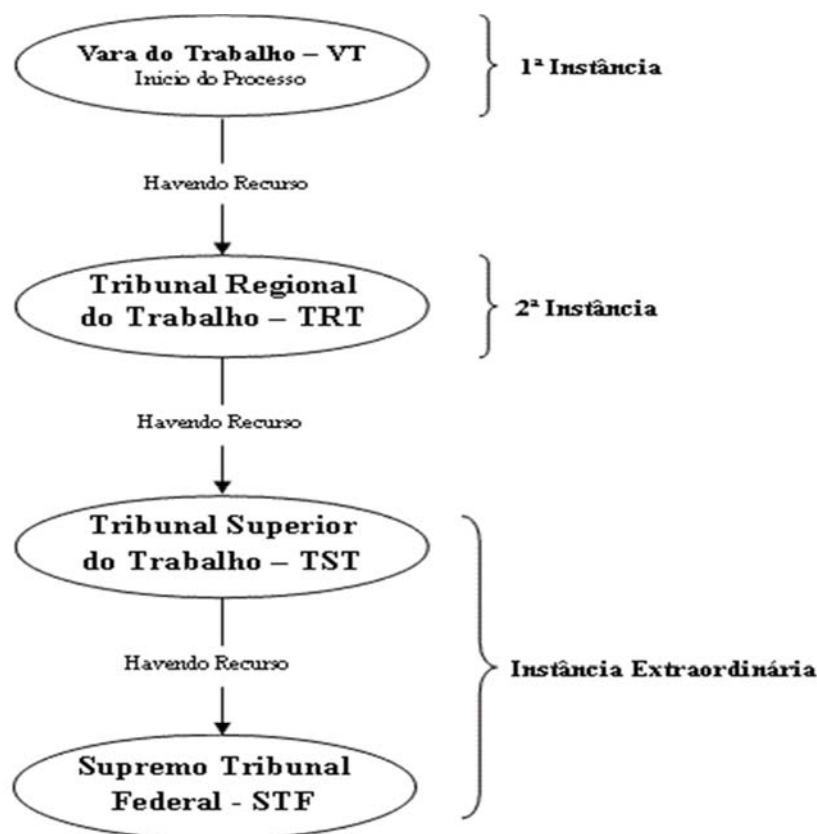 Vara do Trabalho – VT
Inicio do Processo
1ª Instância
Havendo Recurso
Tribunal Regional
do Trabalho – TRT
2ª Instância
Havendo Recurso
Tribunal Superior
do Trabalho – TST
Havendo Recurso
Instância Extraordinária
Supremo Tribunal
Federal - STF